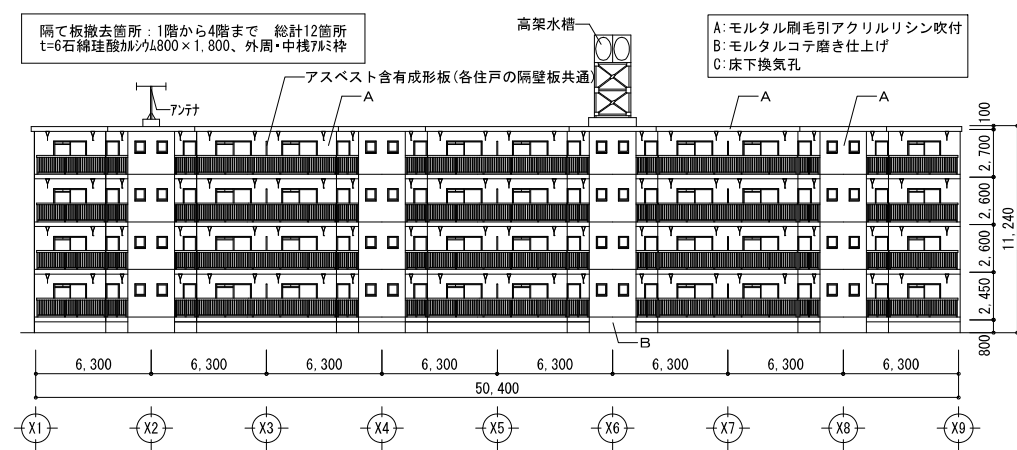 隔て板撤去箇所：1階から4階まで　総計12箇所
t=6石綿珪酸ｶﾙｼｳﾑ800×1,800、外周・中桟ｱﾙﾐ枠
高架水槽
A:モルタル刷毛引アクリルリシン吹付
B:モルタルコテ磨き仕上げ
C:床下換気孔
アスベスト含有成形板(各住戸の隔壁板共通)
アンテナ
A
A
A
100
2,700
2,600
2,600
2,450
800
11,240
B
6,300
6,300
6,300
6,300
6,300
6,300
6,300
6,300
50,400
X1
X2
X3
X4
X5
X6
X7
X8
X9